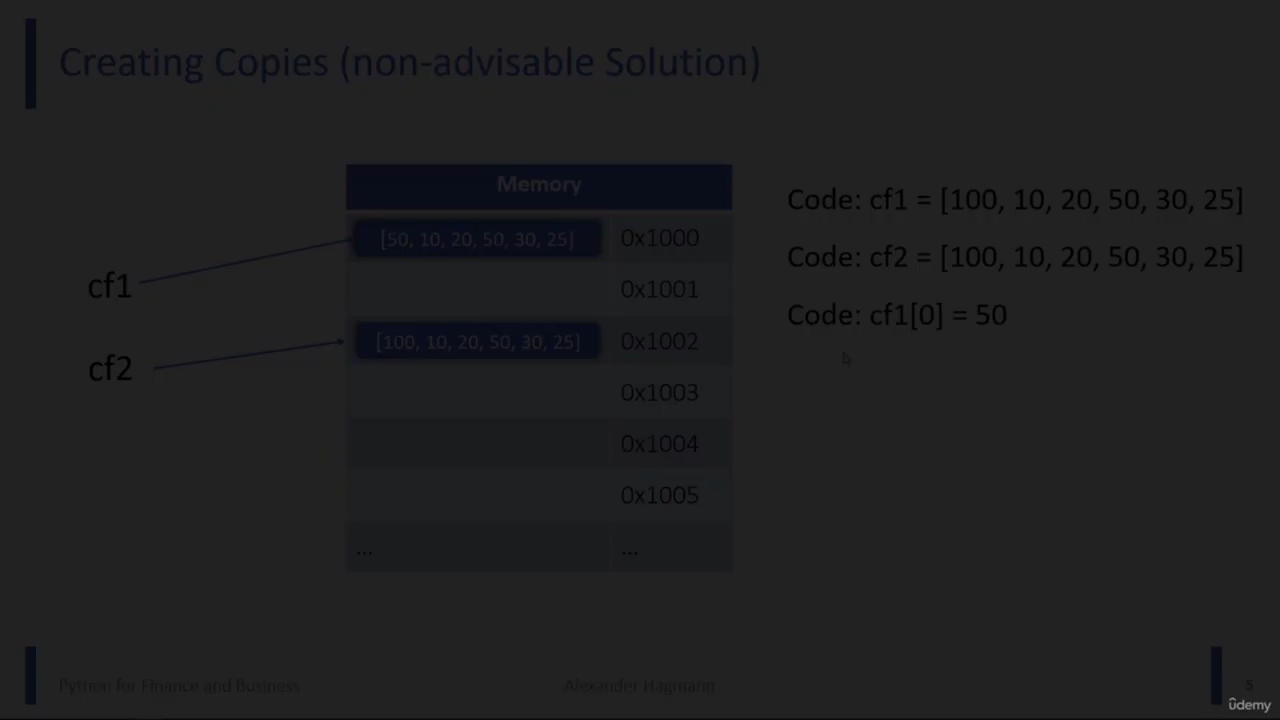 Creating Copies (non-advisable Solution)
Memory
[50, 10, 20, 50, 30, 25] 0x1000
0x1001
[100, 10, 20, 50, 30, 25] 0x1002
0x1003
0x1004
0x1005
... ...
cf1
cf2
Code: cf1 = [100, 10, 20, 50, 30, 25]
Code: cf2 = [100, 10, 20, 50, 30, 25]
Code: cf1[0] = 50
Python for Finance and Business
Alexander Hagmann
5
ûdemy